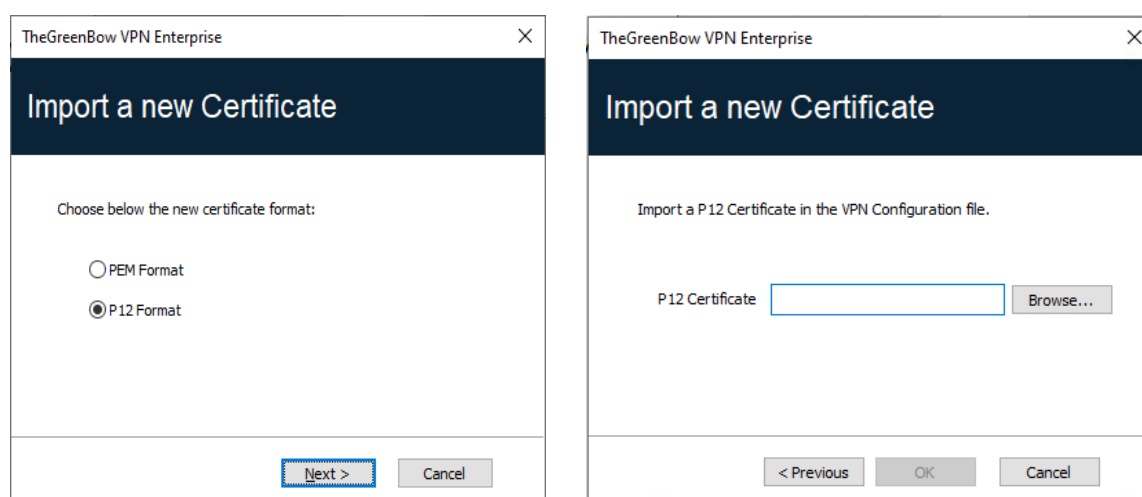 TheGreenBow VPN Enterprise
Import a new Certificate
Choose below the new certificate format:
PEM Format
P12 Format
Next >
Cancel
TheGreenBow VPN Enterprise
Import a new Certificate
Import a P12 Certificate in the VPN Configuration file.
P12 Certificate
Browse...
< Previous
OK
Cancel